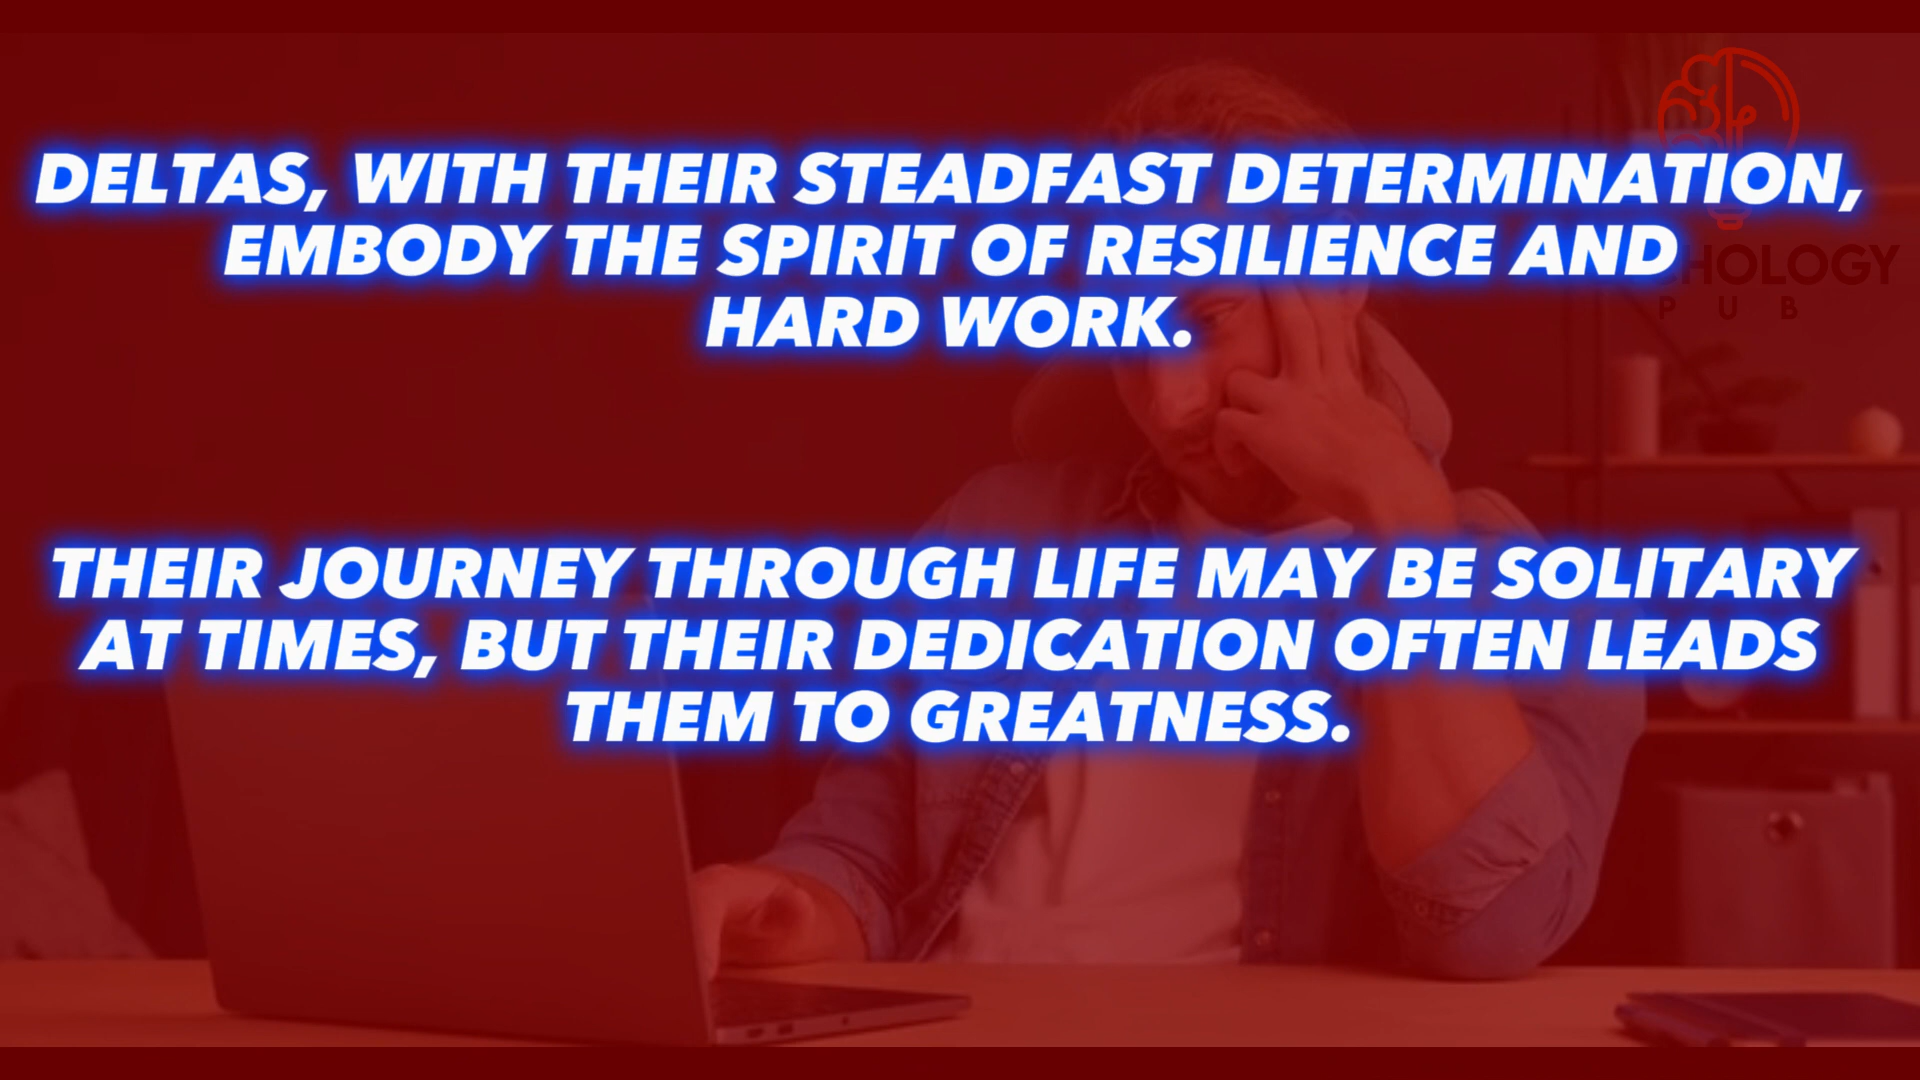 DELTAS, WITH THEIR STEADFAST DETERMINATION,
EMBODY THE SPIRIT OF RESILIENCE AND
HARD WORK.
PUB
THEIR JOURNEY THROUGH LIFE MAY BE SOLITARY
AT TIMES, BUT THEIR DEDICATION OFTEN LEADS
THEM TO GREATNESS.